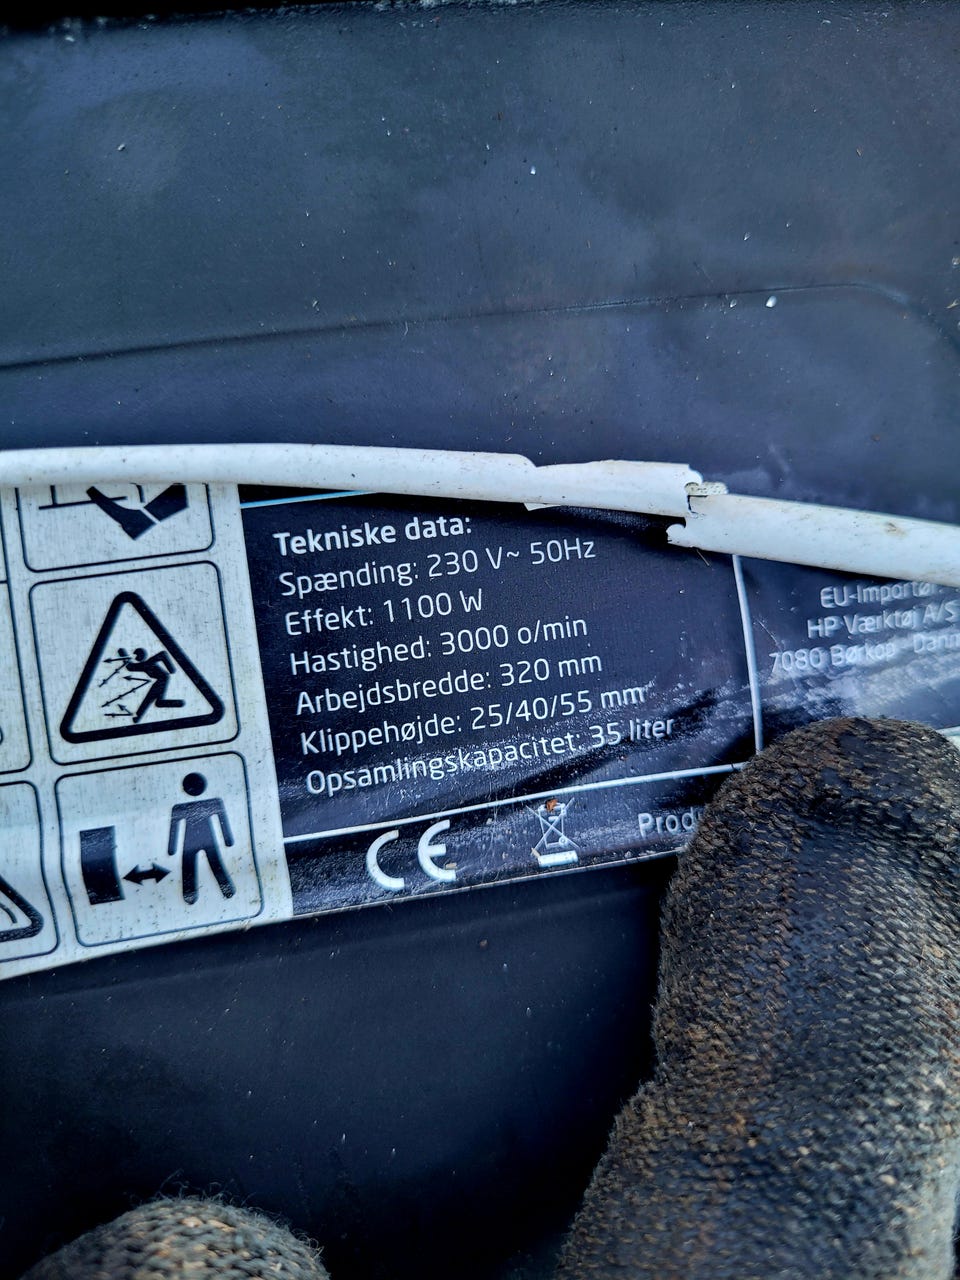 Tekniske data:
Spænding: 230 V~ 50Hz
Effekt: 1100 W
Hastighed: 3000 o/min
Arbejdsbredde: 320 mm
Klippehøjde: 25/40/55 mm
Opsamlingskapacitet: 35 liter
CE
EU-Importør
HP Værktøj A/S
7080 Børkop